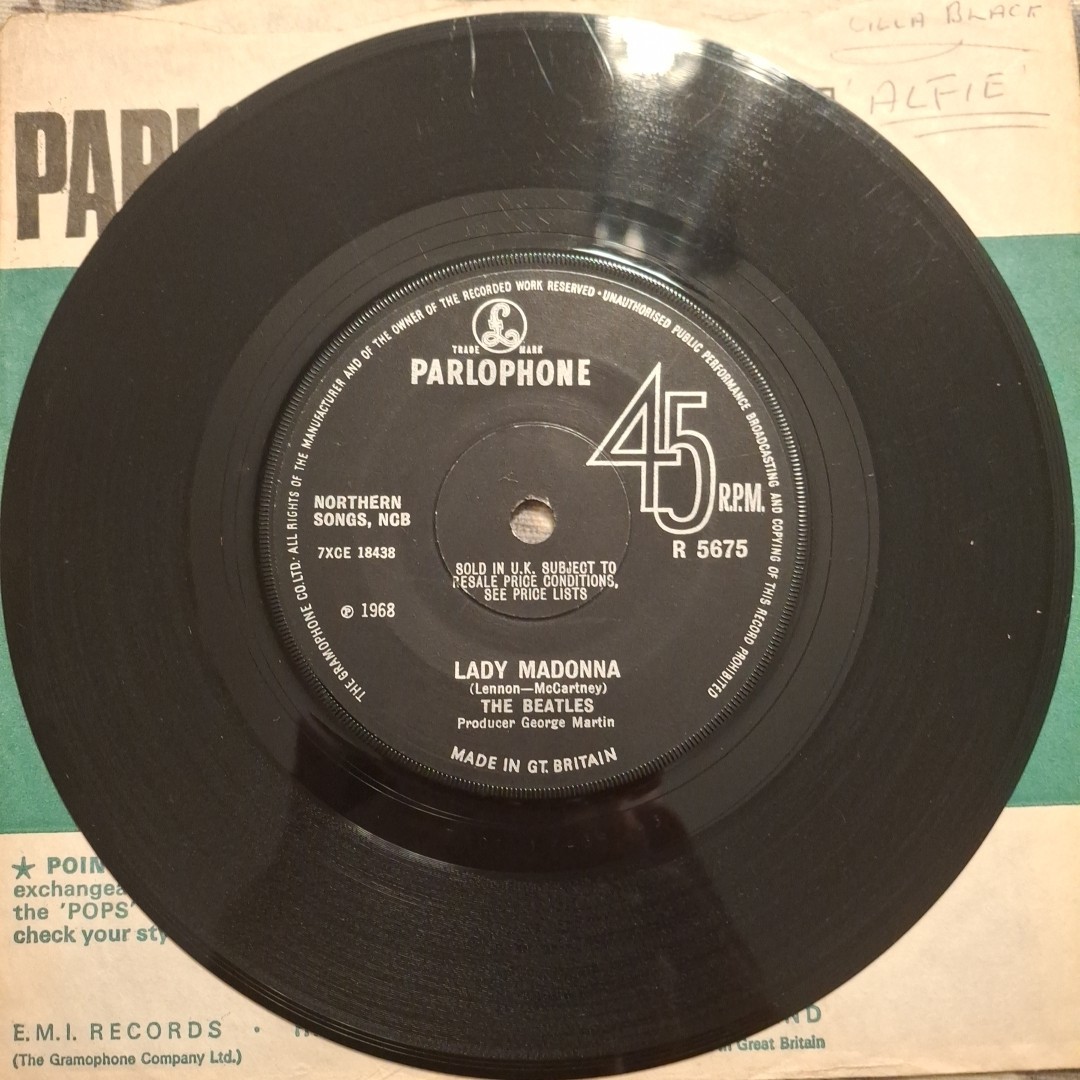 CILLA BLACK
'ALFIE'
THE GRAMOPHONE CO. LTD. · ALL RIGHTS OF THE MANUFACTURER AND OF THE OWNER OF THE RECORDED WORK RESERVED · UNAUTHORISED PUBLIC PERFORMANCE BROADCASTING AND COPYING OF THIS RECORD PROHIBITED
£
TRADE MARK
PARLOPHONE
45 R.P.M.
NORTHERN
SONGS, NCB
7XCE 18438
R 5675
SOLD IN U.K. SUBJECT TO
RESALE PRICE CONDITIONS,
SEE PRICE LISTS
℗ 1968
LADY MADONNA
(Lennon—McCartney)
THE BEATLES
Producer George Martin
MADE IN GT. BRITAIN
★ POIN
exchangea
the 'POPS'
check your sty
E.M.I. RECORDS ·
(The Gramophone Company Ltd.)
Great Britain